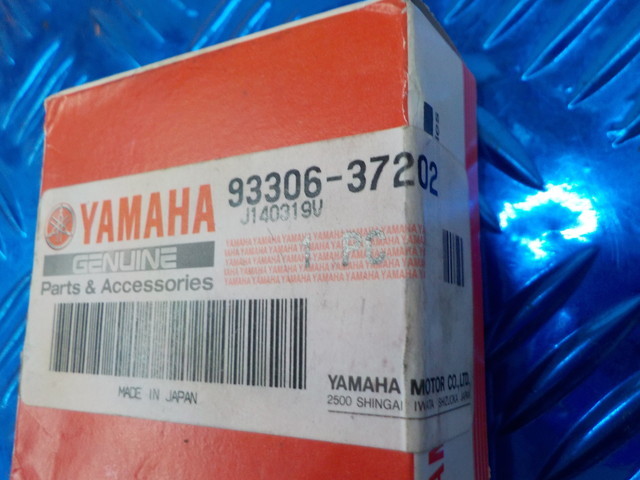 YAMAHA
93306-37202
J140319V
GENUINE
Parts & Accessories
YAMAHAYAMAHAYAMAHAYAMAHAYAMAHA
1 PC
MADE IN JAPAN
YAMAHA MOTOR CO.,LTD.
2500 SHINGAI IWATA SHIZUOKA JAPAN